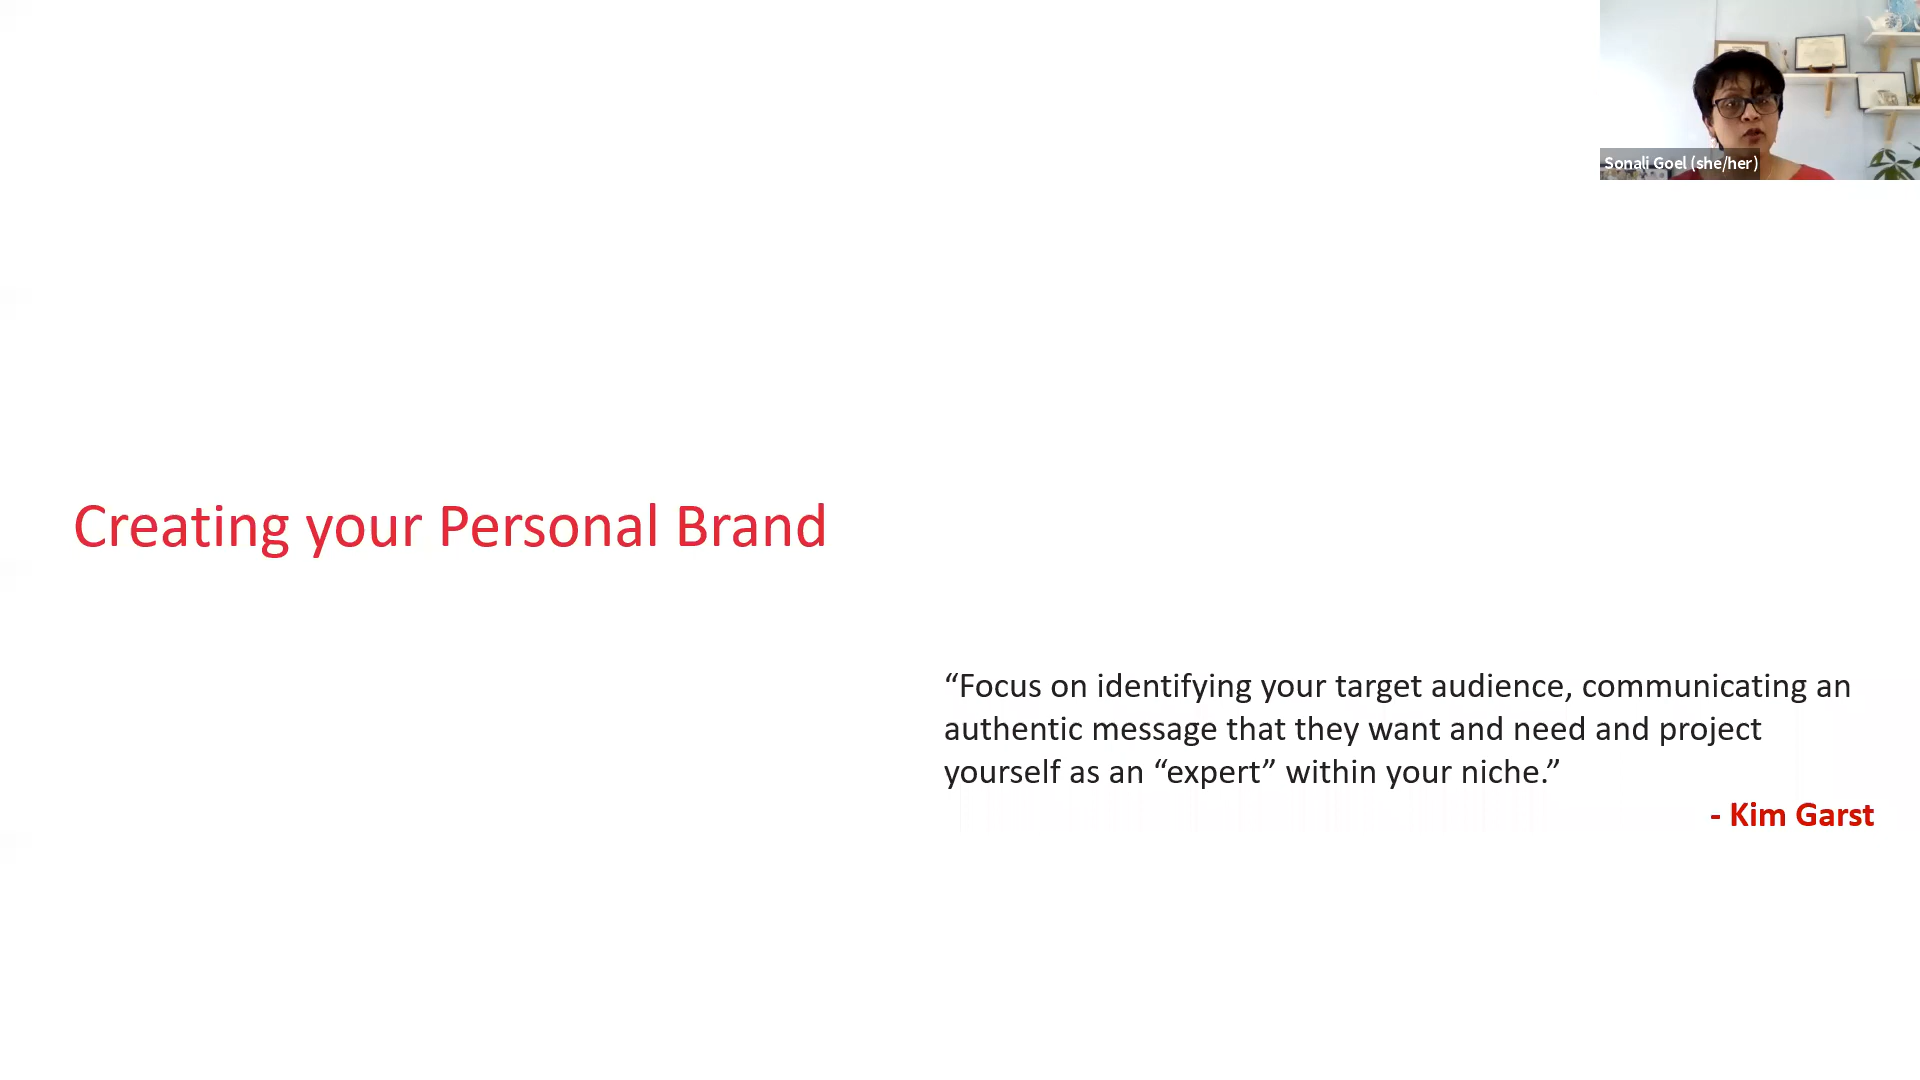 Sonali Goel (she/her)
Creating your Personal Brand
“Focus on identifying your target audience, communicating an
authentic message that they want and need and project
yourself as an “expert” within your niche.”
- Kim Garst